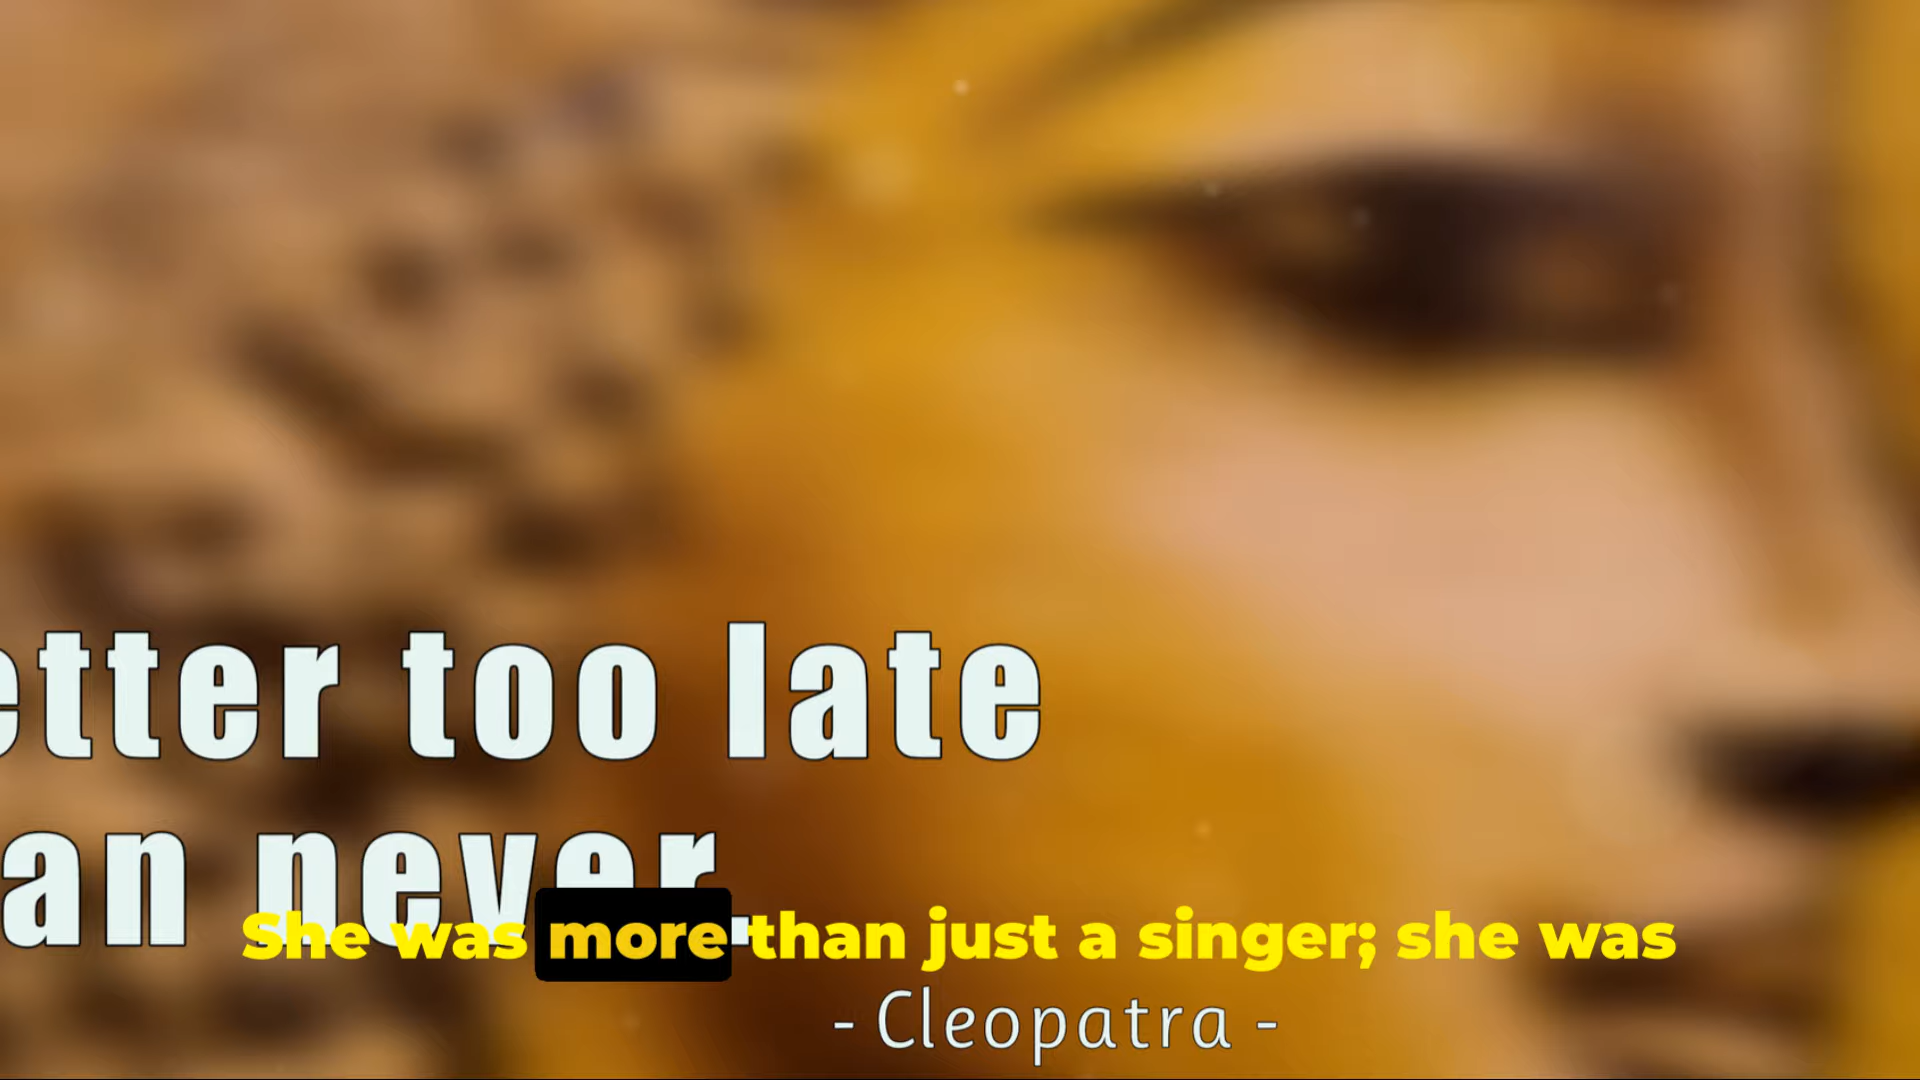 etter too late
an never.
She was more than just a singer; she was
- Cleopatra -